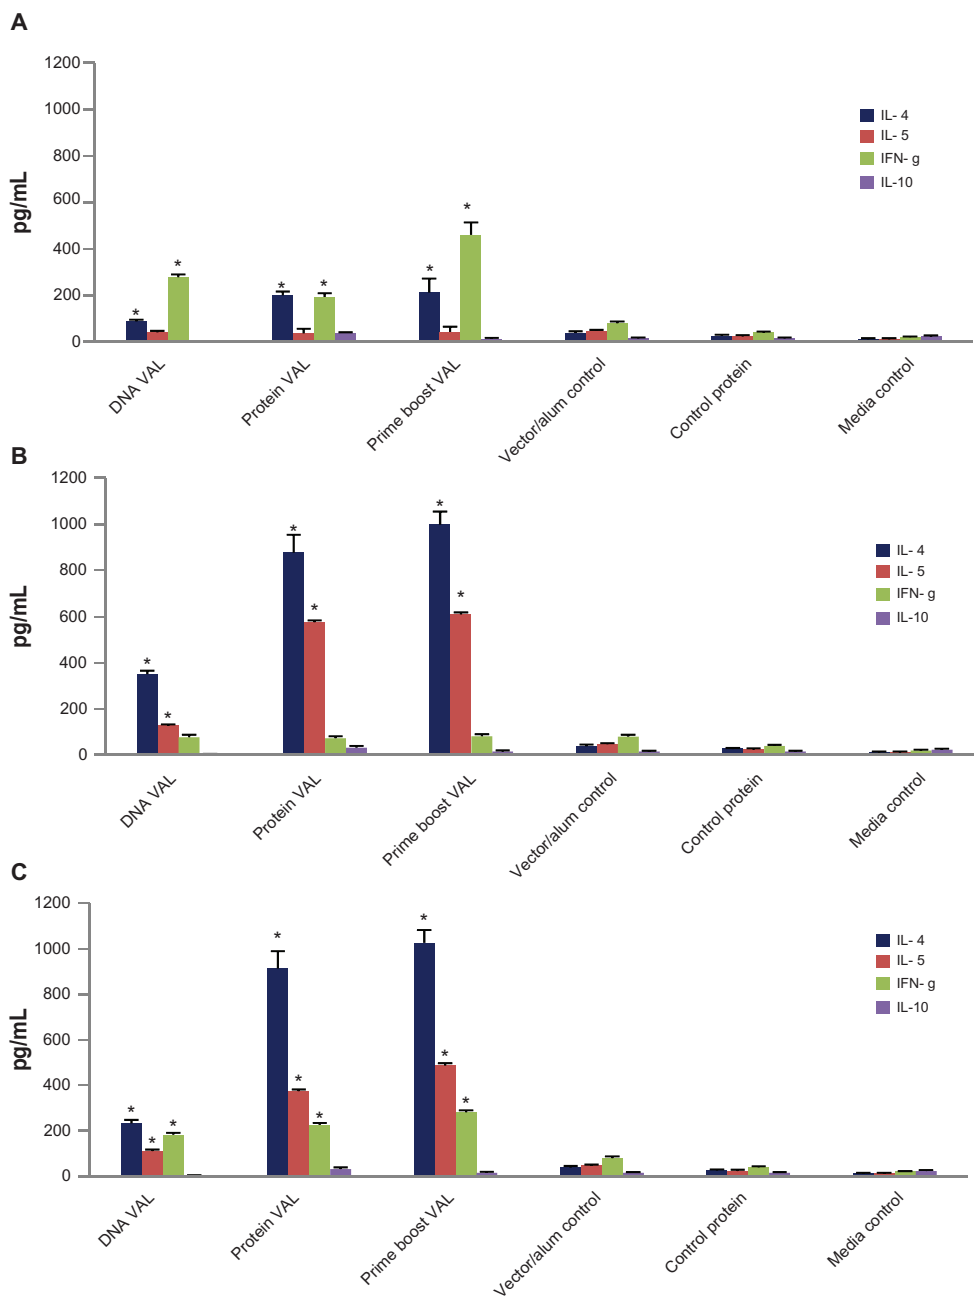 A
1200
1000
800
600
400
200
0
pg/mL
* * * * * *
IL- 4
IL- 5
IFN- g
IL-10
DNA VAL
Protein VAL
Prime boost VAL
Vector/alum control
Control protein
Media control
B
1200
1000
800
600
400
200
0
pg/mL
* * * * * *
IL- 4
IL- 5
IFN- g
IL-10
DNA VAL
Protein VAL
Prime boost VAL
Vector/alum control
Control protein
Media control
C
1200
1000
800
600
400
200
0
pg/mL
* * * * * * * * *
IL- 4
IL- 5
IFN- g
IL-10
DNA VAL
Protein VAL
Prime boost VAL
Vector/alum control
Control protein
Media control